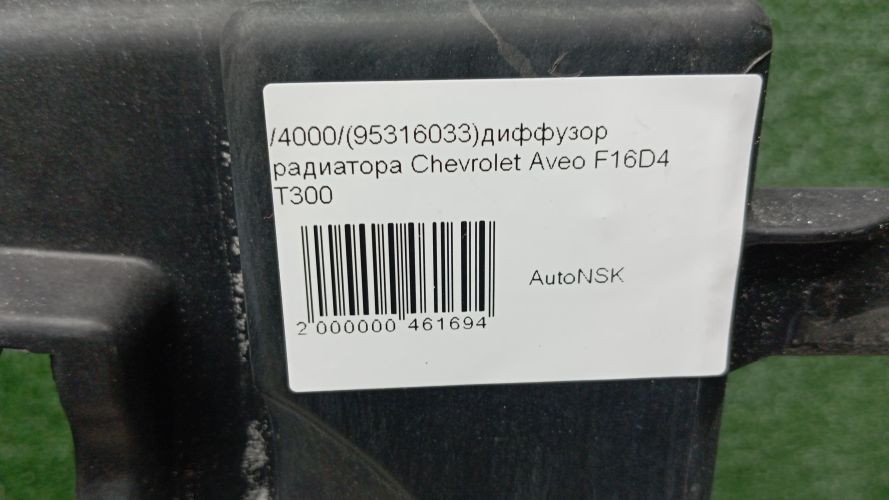 /4000/(95316033)диффузор
радиатора Chevrolet Aveo F16D4
T300
AutoNSK
2 000000 461694